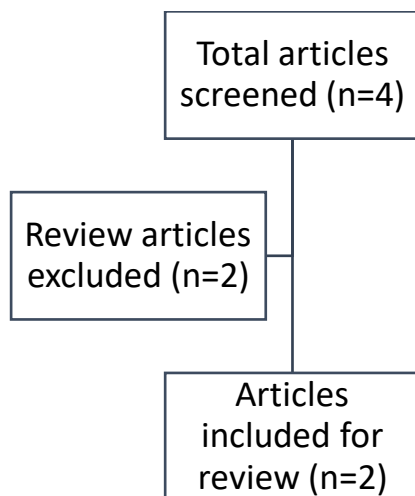 Total articles
screened (n=4)
Review articles
excluded (n=2)
Articles
included for
review (n=2)